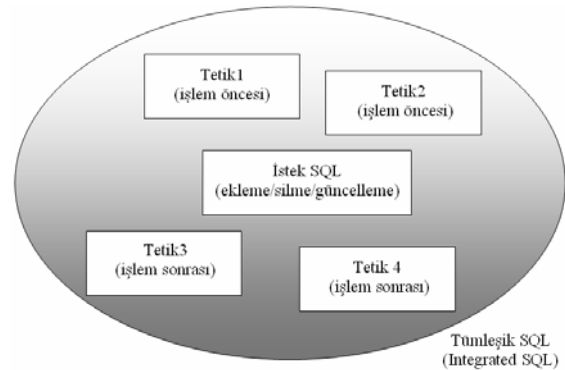 Tetik1
(işlem öncesi)
Tetik2
(işlem öncesi)
İstek SQL
(ekleme/silme/güncelleme)
Tetik3
(işlem sonrası)
Tetik 4
(işlem sonrası)
Tümleşik SQL
(Integrated SQL)